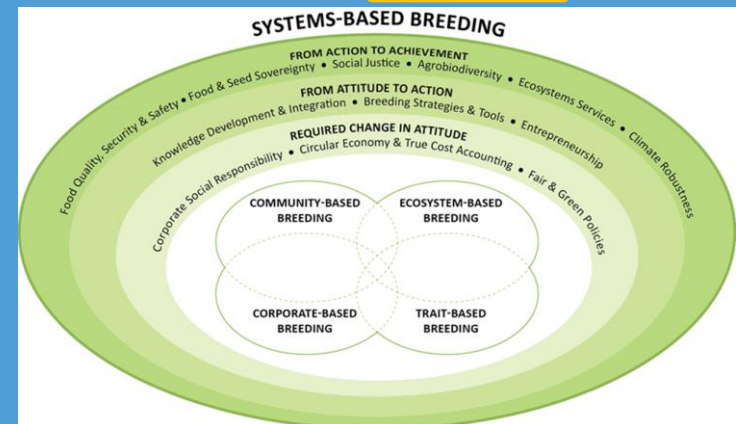 SYSTEMS-BASED BREEDING
FROM ACTION TO ACHIEVEMENT
Food Quality, Security & Safety • Food & Seed Sovereignty • Social Justice • Agrobiodiversity • Ecosystems Services • Climate Robustness
FROM ATTITUDE TO ACTION
Knowledge Development & Integration • Breeding Strategies & Tools • Entrepreneurship
REQUIRED CHANGE IN ATTITUDE
Corporate Social Responsibility • Circular Economy & True Cost Accounting • Fair & Green Policies
COMMUNITY-BASED
BREEDING
ECOSYSTEM-BASED
BREEDING
CORPORATE-BASED
BREEDING
TRAIT-BASED
BREEDING